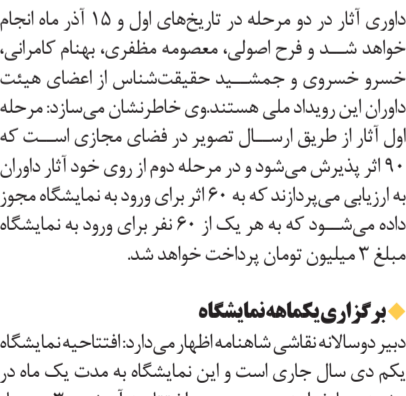 داوری آثار در دو مرحله در تاریخ‌های اول و ۱۵ آذر ماه انجام
خواهد شـــد و فرح اصولی، معصومه مظفری، بهنام کامرانی،
خسرو خسروی و جمشـــید حقیقت‌شناس از اعضای هیئت
داوران این رویداد ملی هستند.وی خاطرنشان می‌سازد: مرحله
اول آثار از طریق ارســـال تصویر در فضای مجازی اســـت که
۹۰ اثر پذیرش می‌شود و در مرحله دوم از روی خود آثار داوران
به ارزیابی می‌پردازند که به ۶۰ اثر برای ورود به نمایشگاه مجوز
داده می‌شـــود که به هر یک از ۶۰ نفر برای ورود به نمایشگاه
مبلغ ۳ میلیون تومان پرداخت خواهد شد.
برگزاری یکماهه نمایشگاه
دبیر دوسالانه نقاشی شاهنامه اظهار می‌دارد: افتتاحیه نمایشگاه
یکم دی سال جاری است و این نمایشگاه به مدت یک ماه در